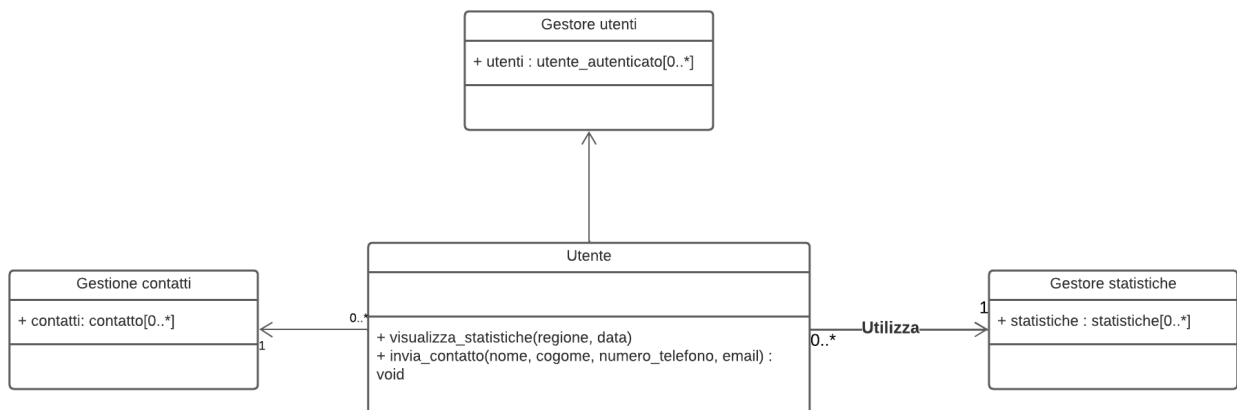 Gestore utenti
+ utenti : utente_autenticato[0..*]
Utente
+ visualizza_statistiche(regione, data)
+ invia_contatto(nome, cogome, numero_telefono, email) :
void
Gestione contatti
+ contatti: contatto[0..*]
0..*
1
Gestore statistiche
+ statistiche : statistiche[0..*]
1
Utilizza
0..*